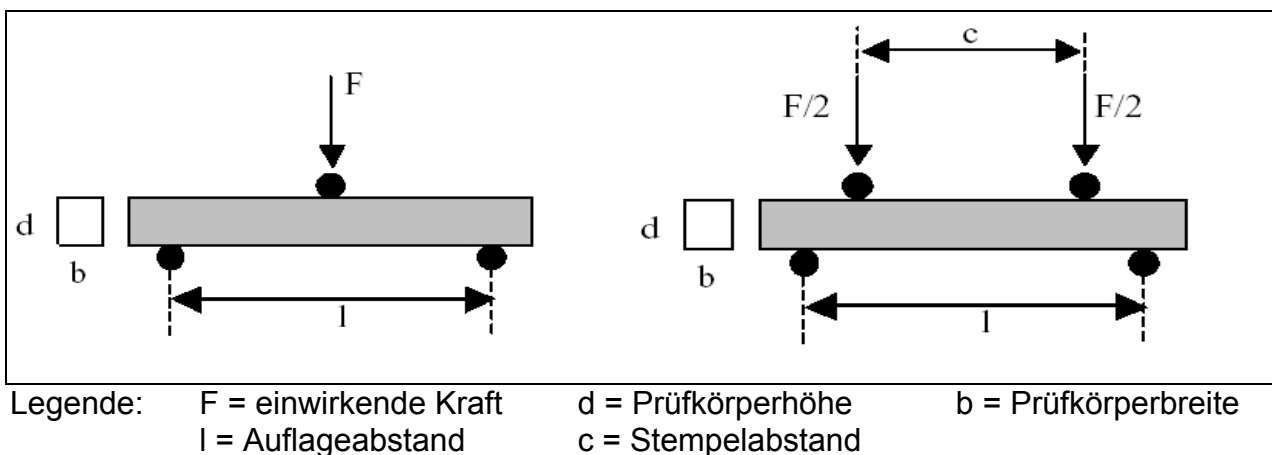 c
F
F/2 F/2
d
b
l
d
b
l
Legende: F = einwirkende Kraft d = Prüfkörperhöhe b = Prüfkörperbreite
l = Auflageabstand c = Stempelabstand